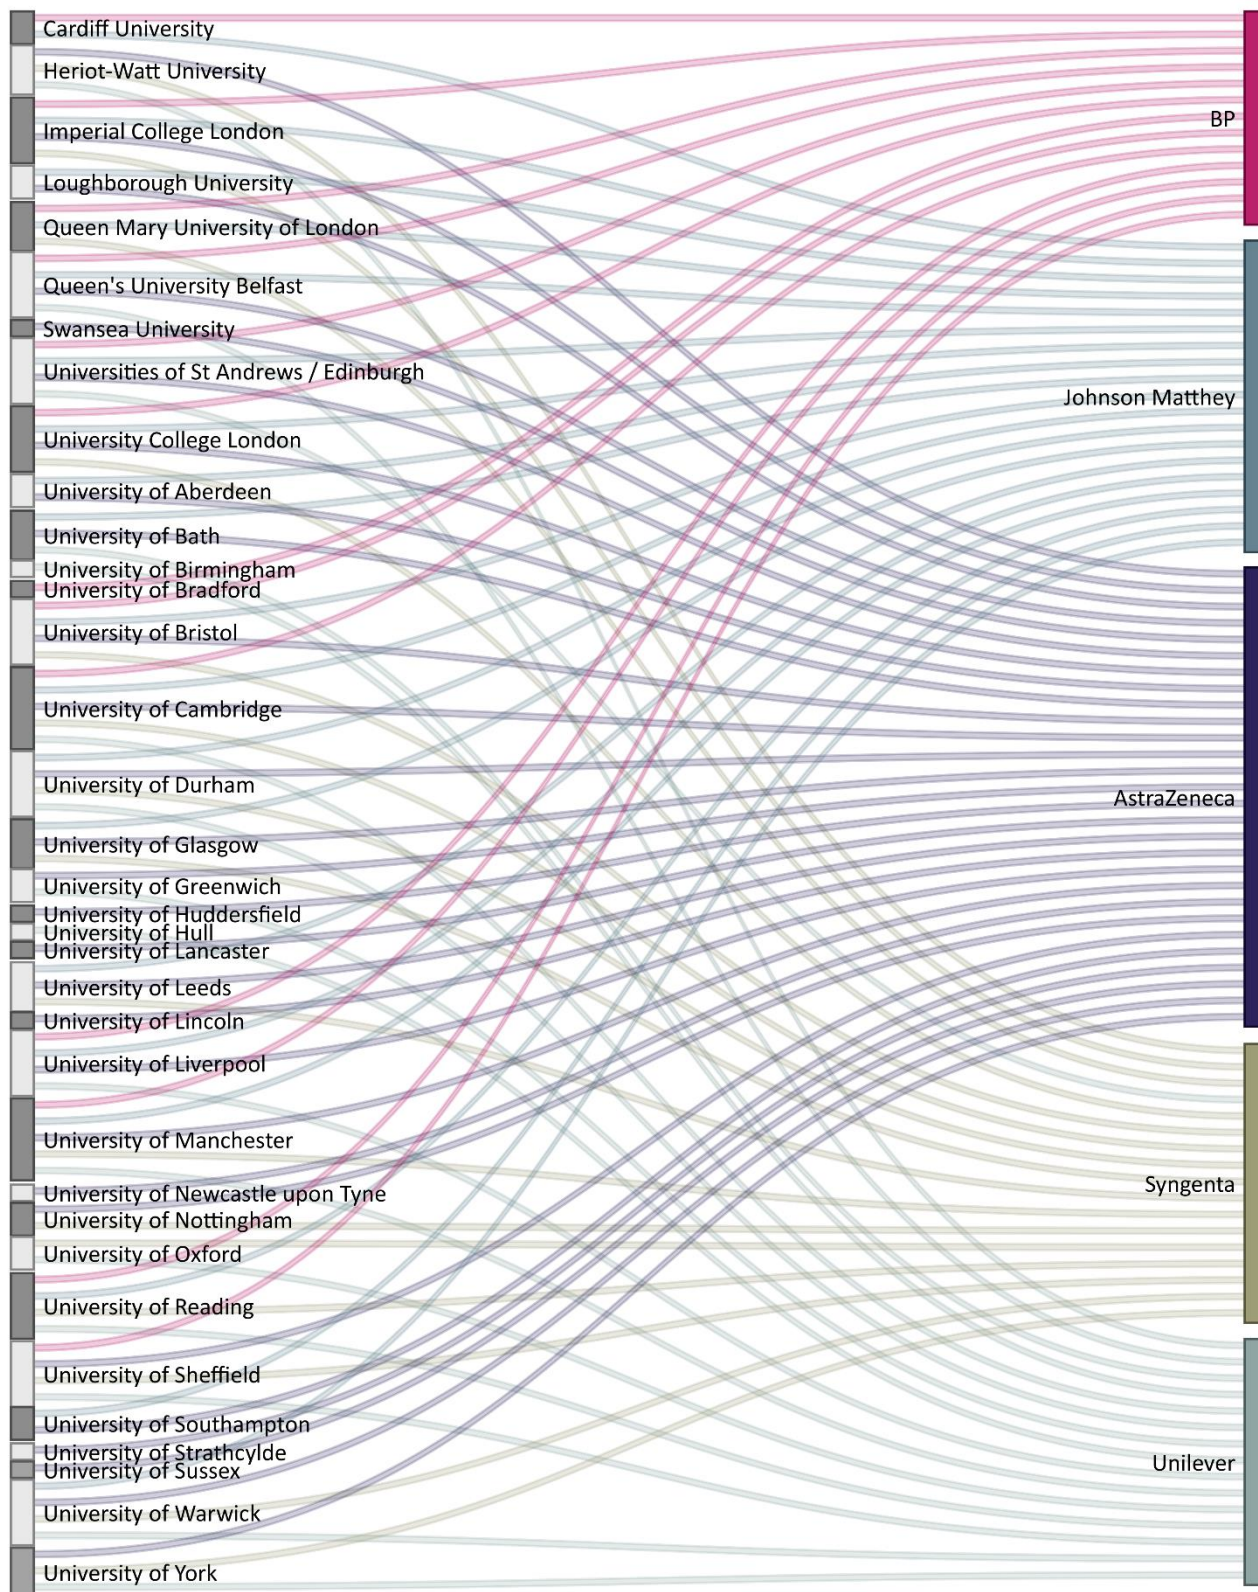 Cardiff University
Heriot-Watt University
Imperial College London
Loughborough University
Queen Mary University of London
Queen's University Belfast
Swansea University
Universities of St Andrews / Edinburgh
University College London
University of Aberdeen
University of Bath
University of Birmingham
University of Bradford
University of Bristol
University of Cambridge
University of Durham
University of Glasgow
University of Greenwich
University of Huddersfield
University of Hull
University of Lancaster
University of Leeds
University of Lincoln
University of Liverpool
University of Manchester
University of Newcastle upon Tyne
University of Nottingham
University of Oxford
University of Reading
University of Sheffield
University of Southampton
University of Strathcylde
University of Sussex
University of Warwick
University of York
BP
Johnson Matthey
AstraZeneca
Syngenta
Unilever